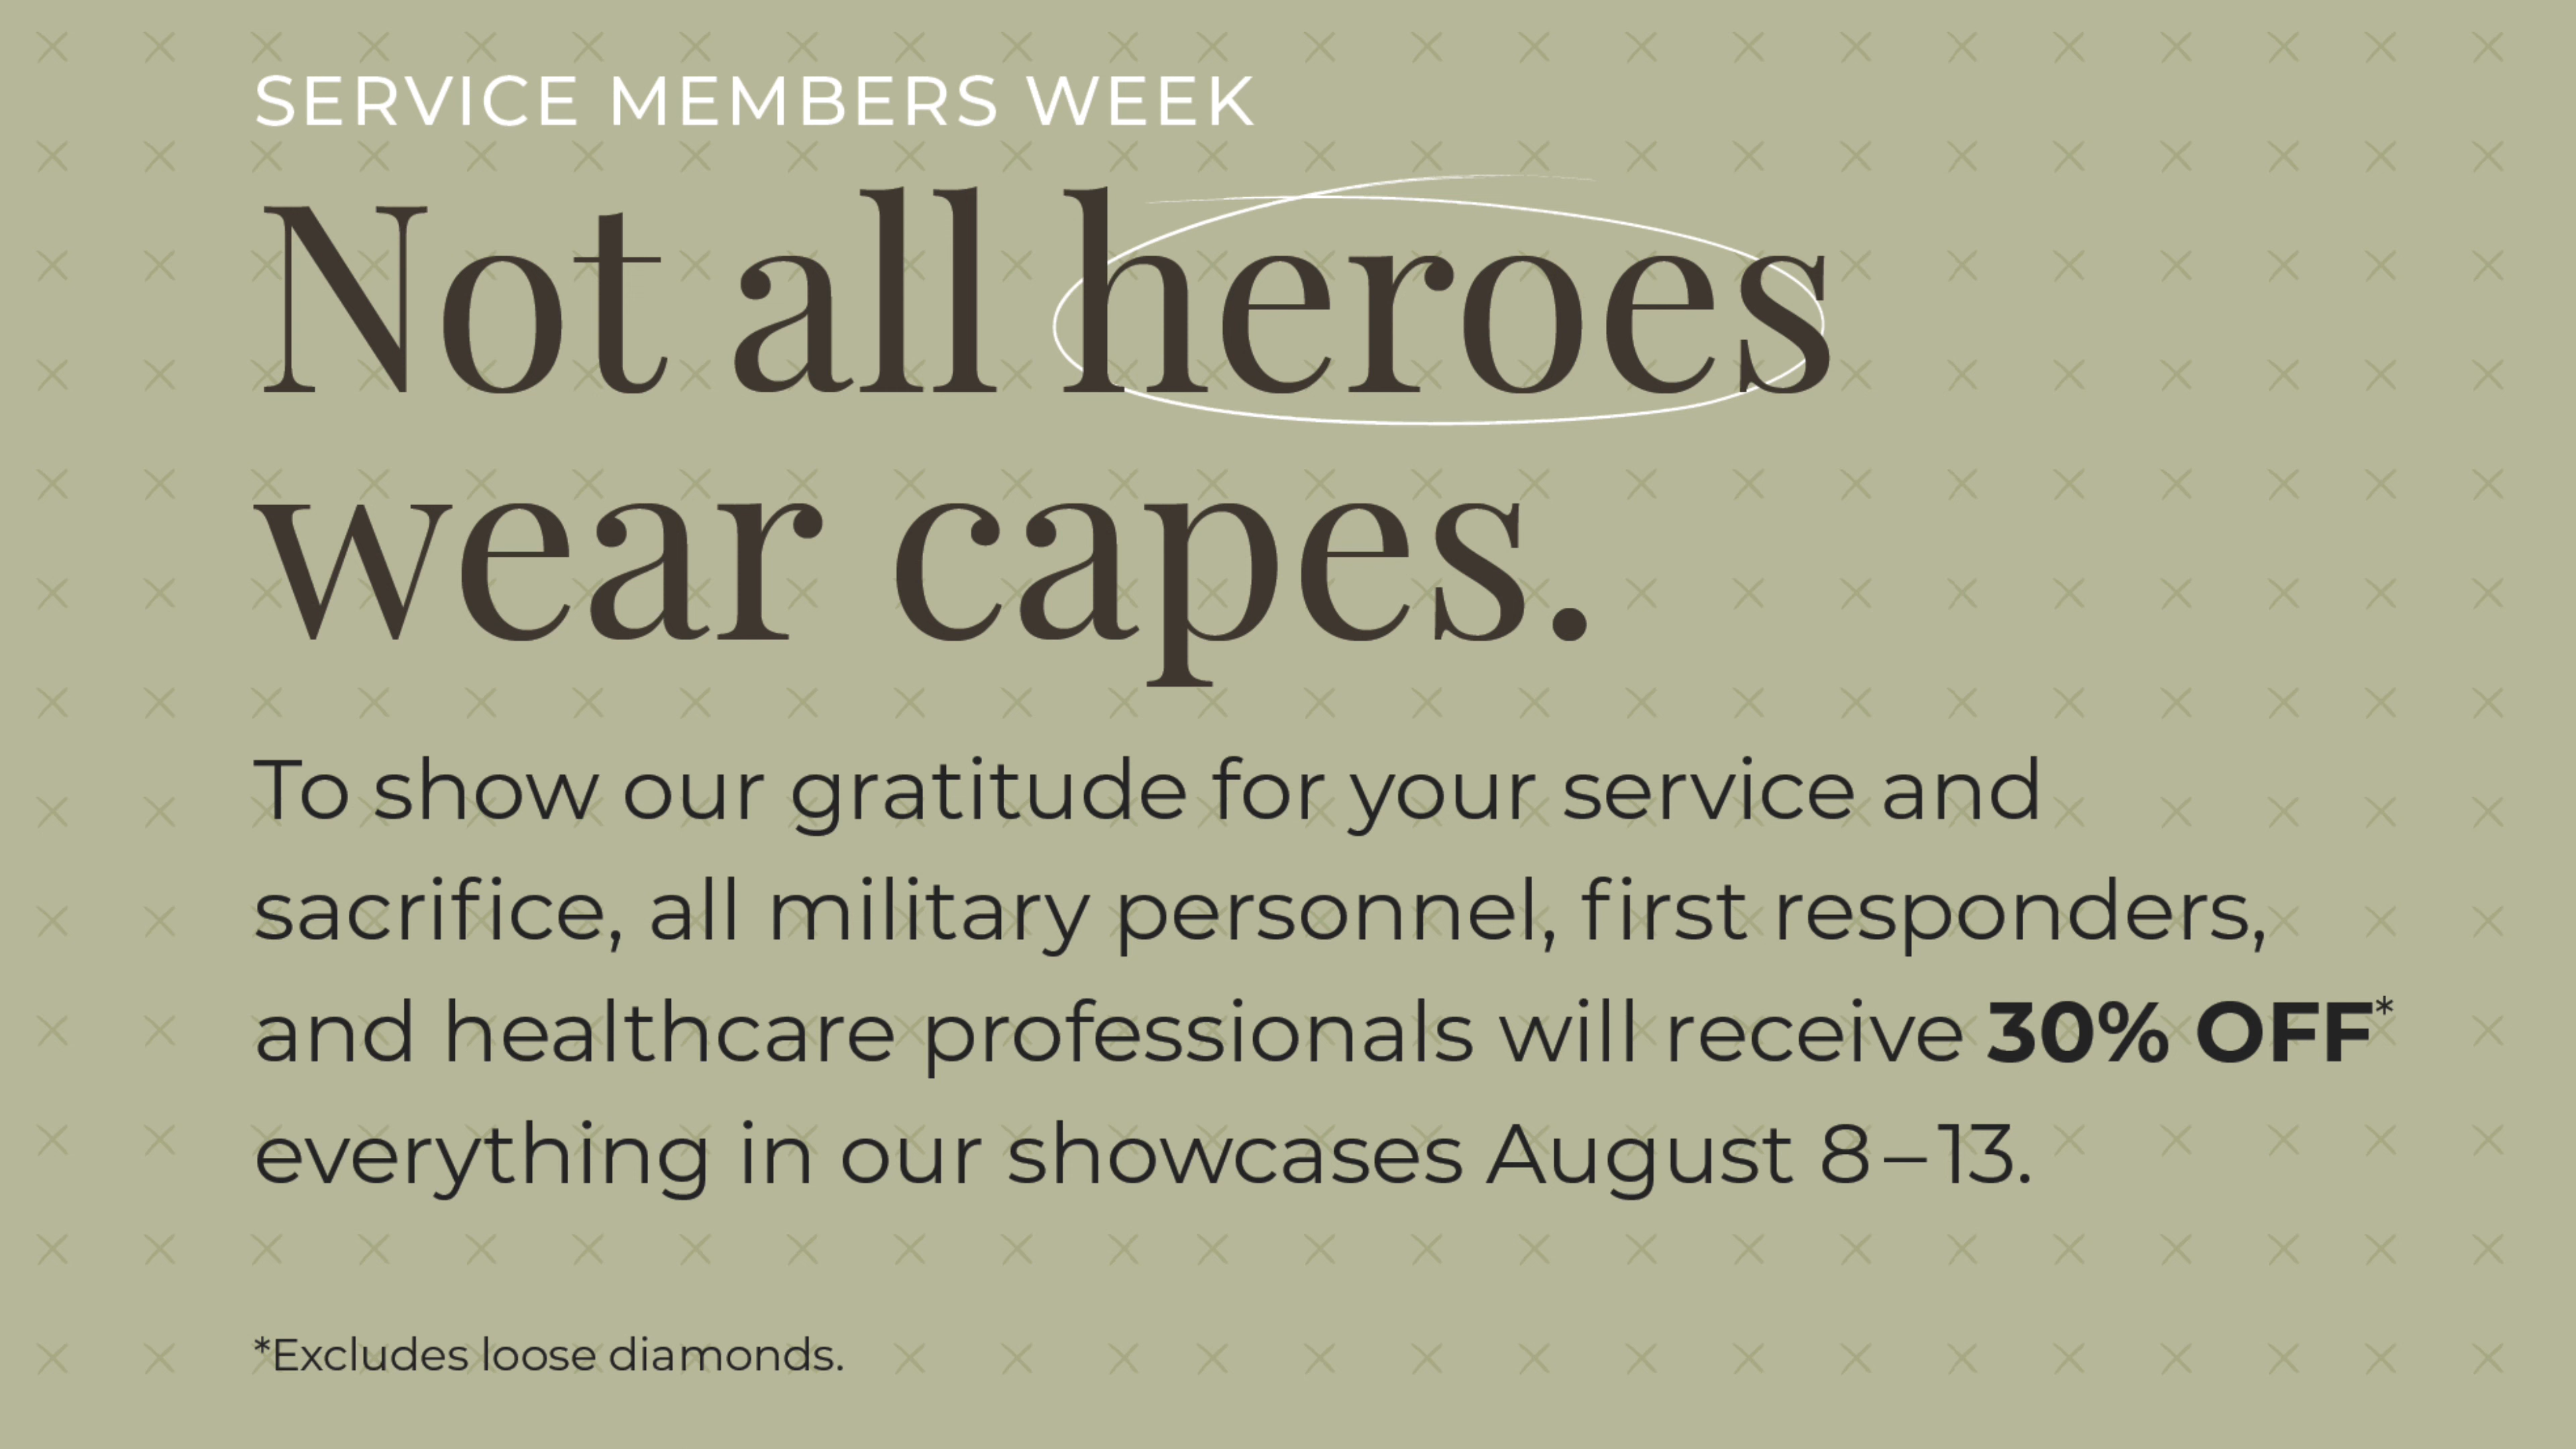 SERVICE MEMBERS WEEK
Not all heroes
wear capes.
To show our gratitude for your service and
sacrifice, all military personnel, first responders,
and healthcare professionals will receive 30% OFF*
everything in our showcases August 8–13.
*Excludes loose diamonds.